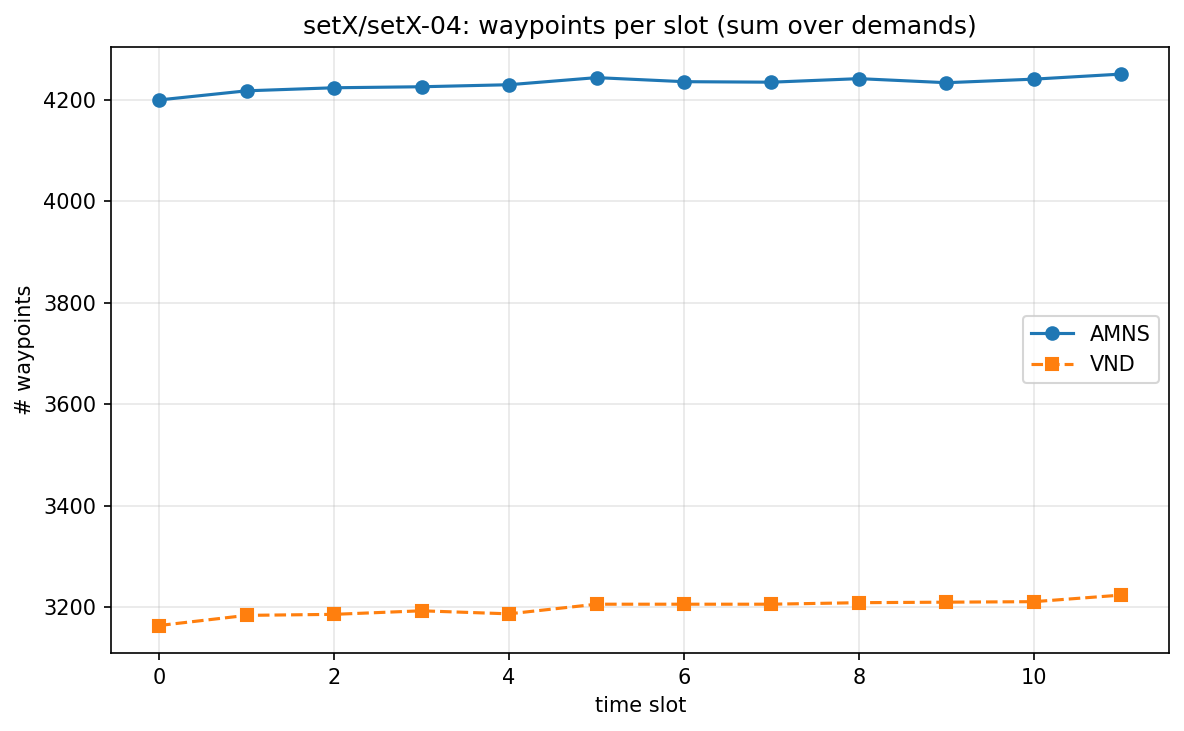 setX/setX-04: waypoints per slot (sum over demands)
# waypoints
4200
4000
3800
3600
3400
3200
AMNS
VND
0 2 4 6 8 10
time slot